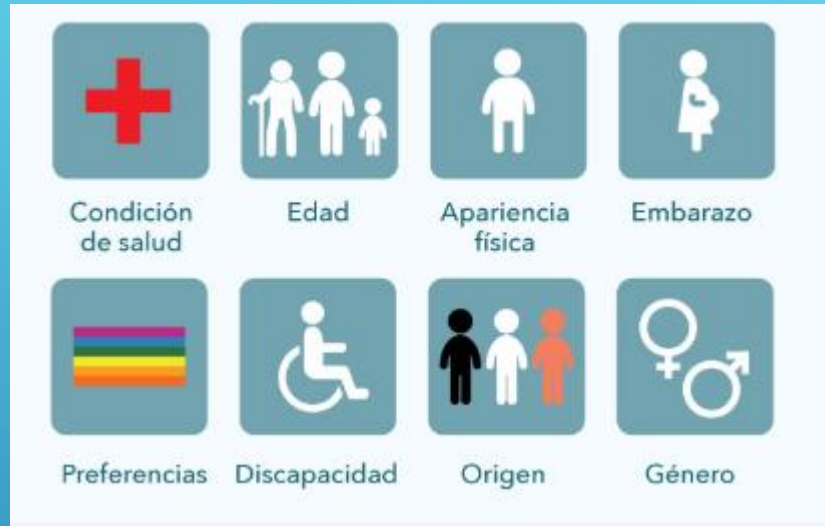 Condición
de salud
Edad
Apariencia
física
Embarazo
Preferencias
Discapacidad
Origen
Género